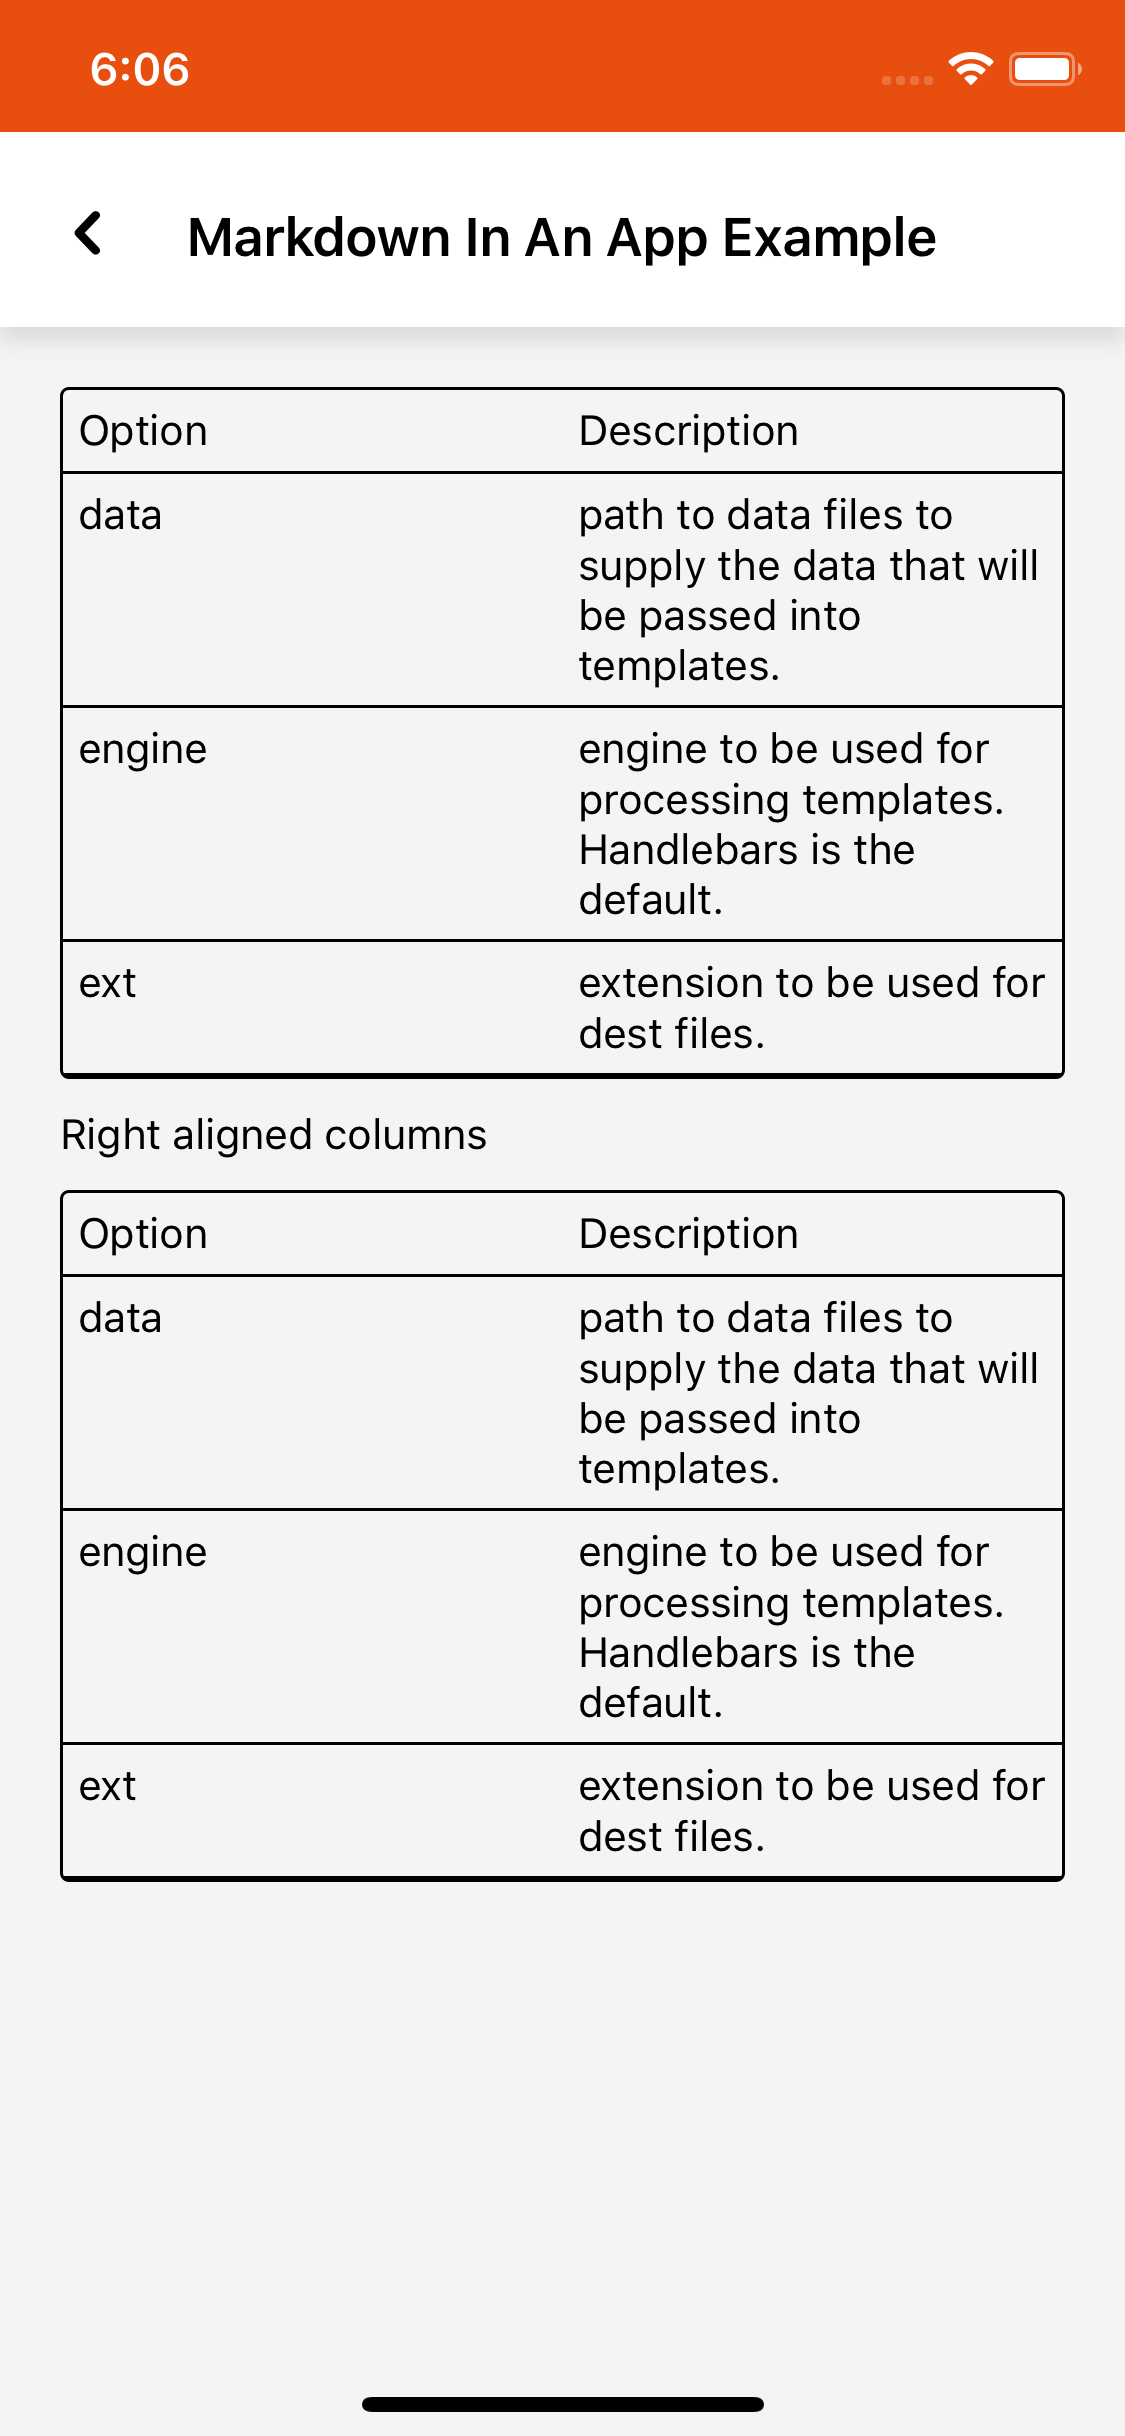 6:06
Markdown In An App Example
Option Description
data path to data files to
supply the data that will
be passed into
templates.
engine engine to be used for
processing templates.
Handlebars is the
default.
ext extension to be used for
dest files.
Right aligned columns
Option Description
data path to data files to
supply the data that will
be passed into
templates.
engine engine to be used for
processing templates.
Handlebars is the
default.
ext extension to be used for
dest files.